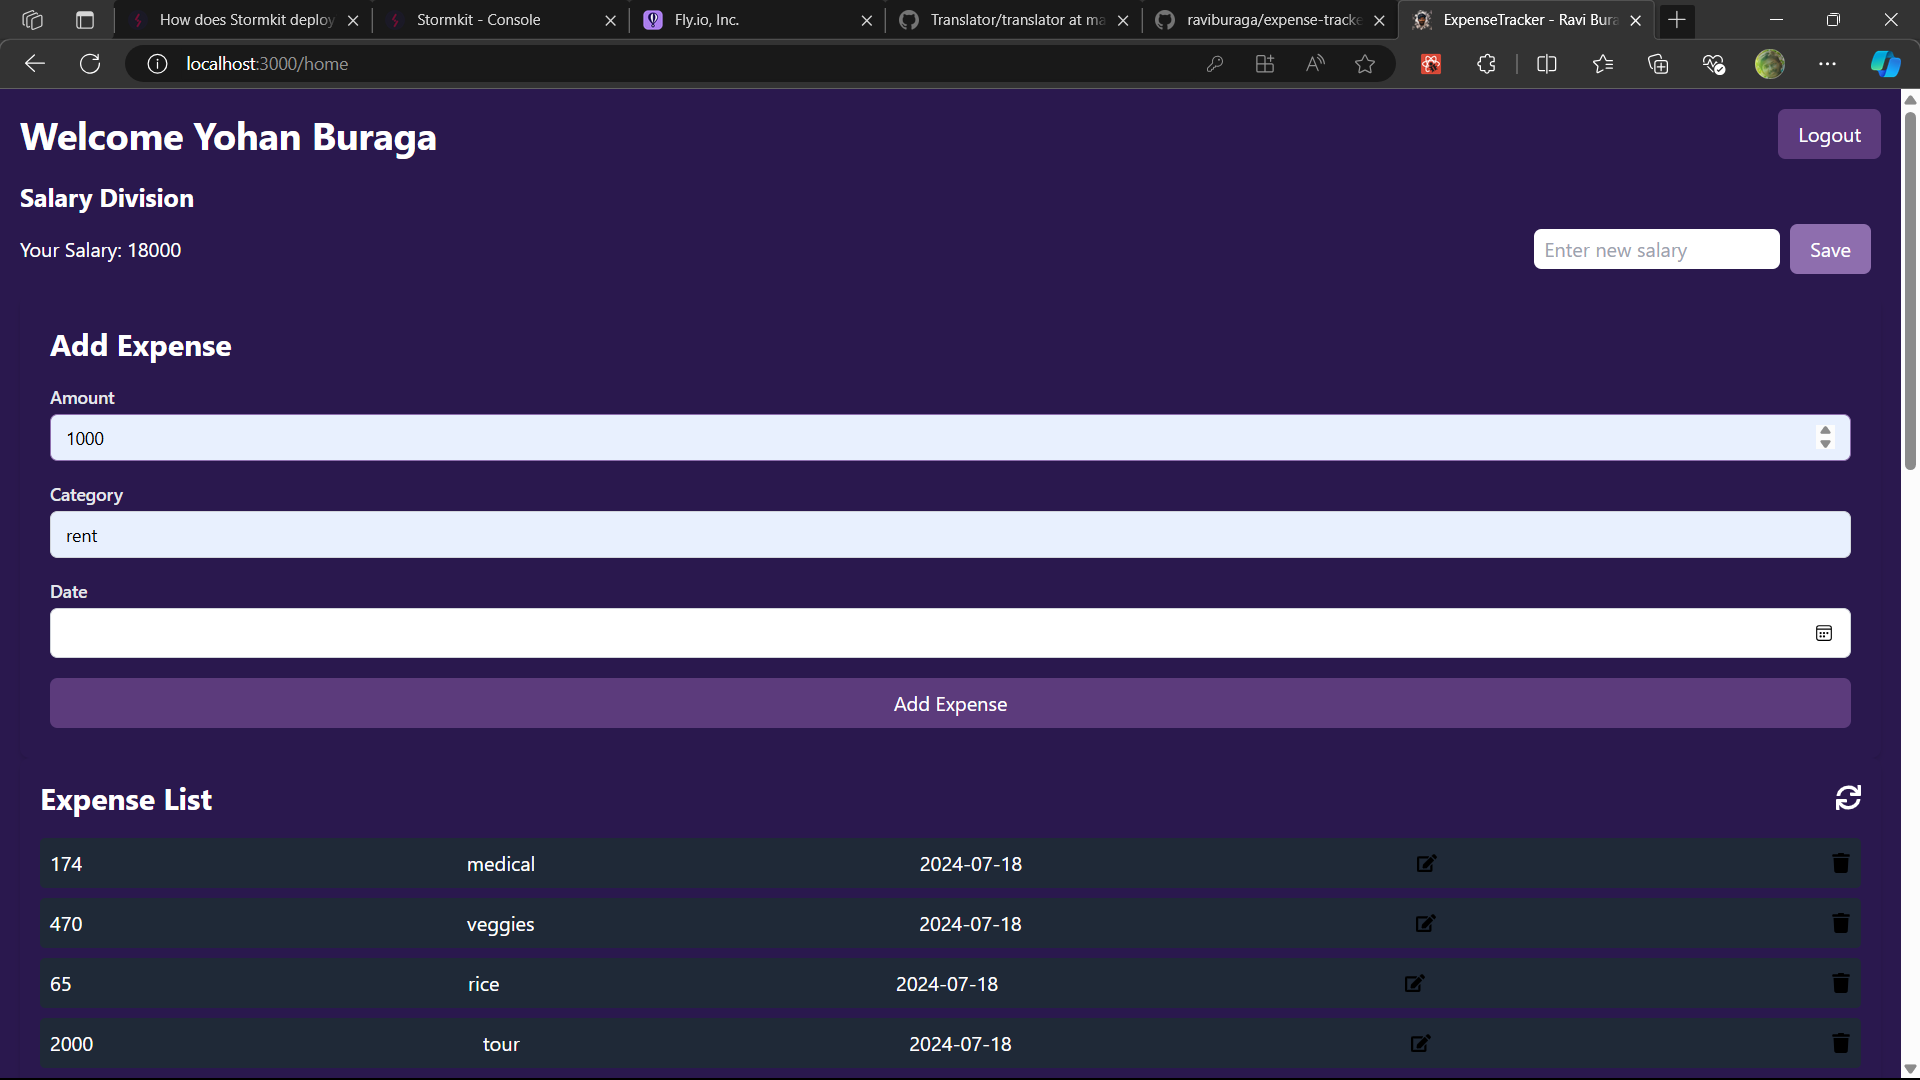 How does Stormkit deploy
Stormkit - Console
Fly.io, Inc.
Translator/translator at ma
raviburaga/expense-tracke
ExpenseTracker - Ravi Bura
localhost:3000/home
Welcome Yohan Buraga
Logout
Salary Division
Your Salary: 18000
Enter new salary
Save
Add Expense
Amount
1000
Category
rent
Date
Add Expense
Expense List
174 medical 2024-07-18
470 veggies 2024-07-18
65 rice 2024-07-18
2000 tour 2024-07-18